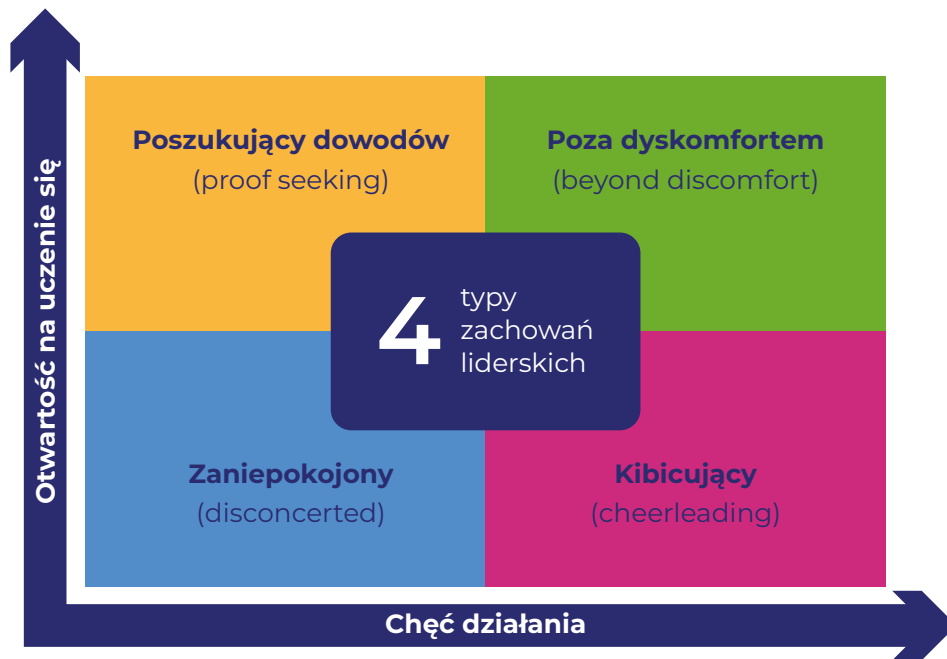 Otwartość na uczenie się
Poszukujący dowodów
(proof seeking)
Poza dyskomfortem
(beyond discomfort)
4
typy
zachowań
liderskich
Zaniepokojony
(disconcerted)
Kibicujący
(cheerleading)
Chęć działania